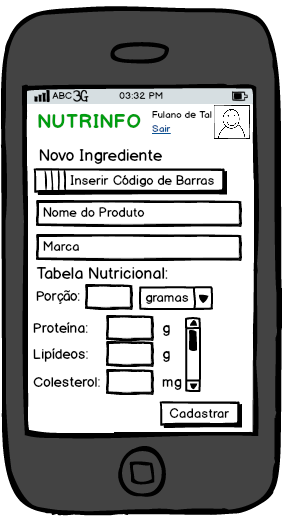 ABC 3G 03:32 PM
NUTRINFO
Fulano de Tal
Sair
Novo Ingrediente
Inserir Código de Barras
Nome do Produto
Marca
Tabela Nutricional:
Porção: gramas
Proteína: g
Lipídeos: g
Colesterol: mg
Cadastrar